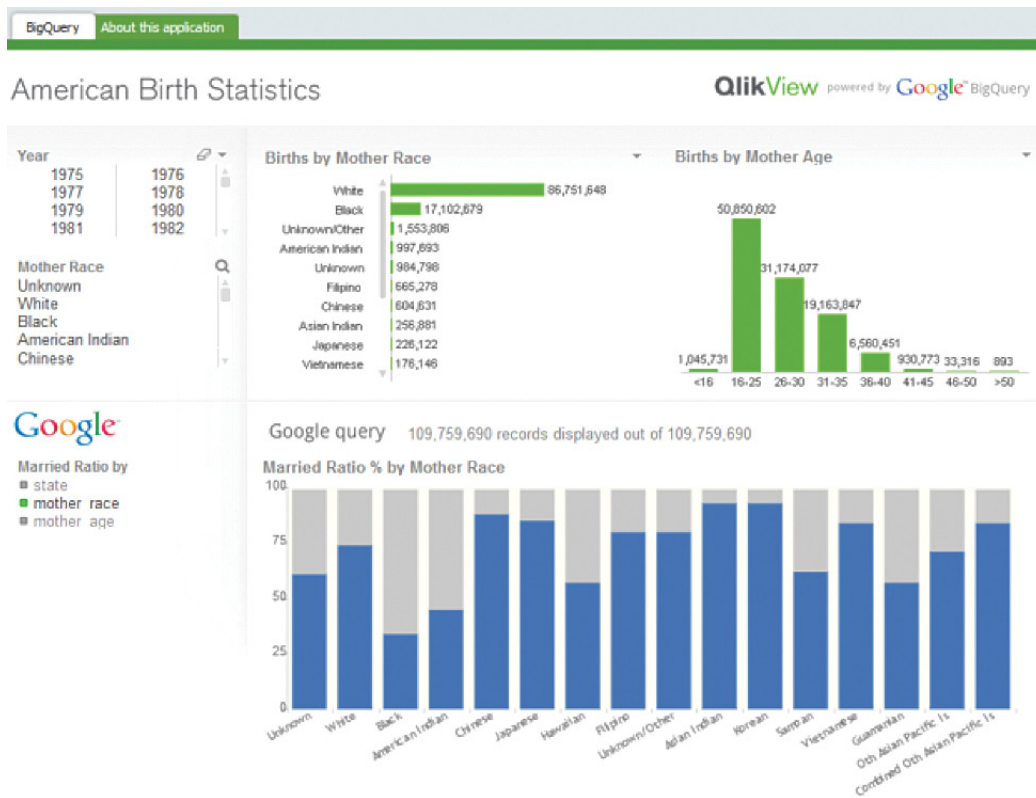 BigQuery About this application
American Birth Statistics
QlikView powered by Google™ BigQuery
Year
1975 1976
1977 1978
1979 1980
1981 1982
Mother Race
Unknown
White
Black
American Indian
Chinese
Births by Mother Race
White 86,751,648
Black 17,102,679
Unknown/Other 1,553,806
American Indian 997,693
Unknown 984,798
Filipino 665,278
Chinese 604,631
Asian Indian 256,881
Japanese 226,122
Vietnamese 176,146
Births by Mother Age
50,850,602
31,174,077
19,163,847
6,560,451
1,045,731 930,773 33,316 893
<16 16-25 26-30 31-35 36-40 41-45 46-50 >50
Google™
Married Ratio by
state
mother race
mother age
Google query 109,759,690 records displayed out of 109,759,690
Married Ratio % by Mother Race
100
75
50
25
0
Unknown
White
Black
American Indian
Chinese
Japanese
Hawaiian
Filipino
Unknown/Other
Asian Indian
Korean
Samoan
Vietnamese
Guamanian
Oth Asian Pacific Is
Combined Oth Asian Pacific Is